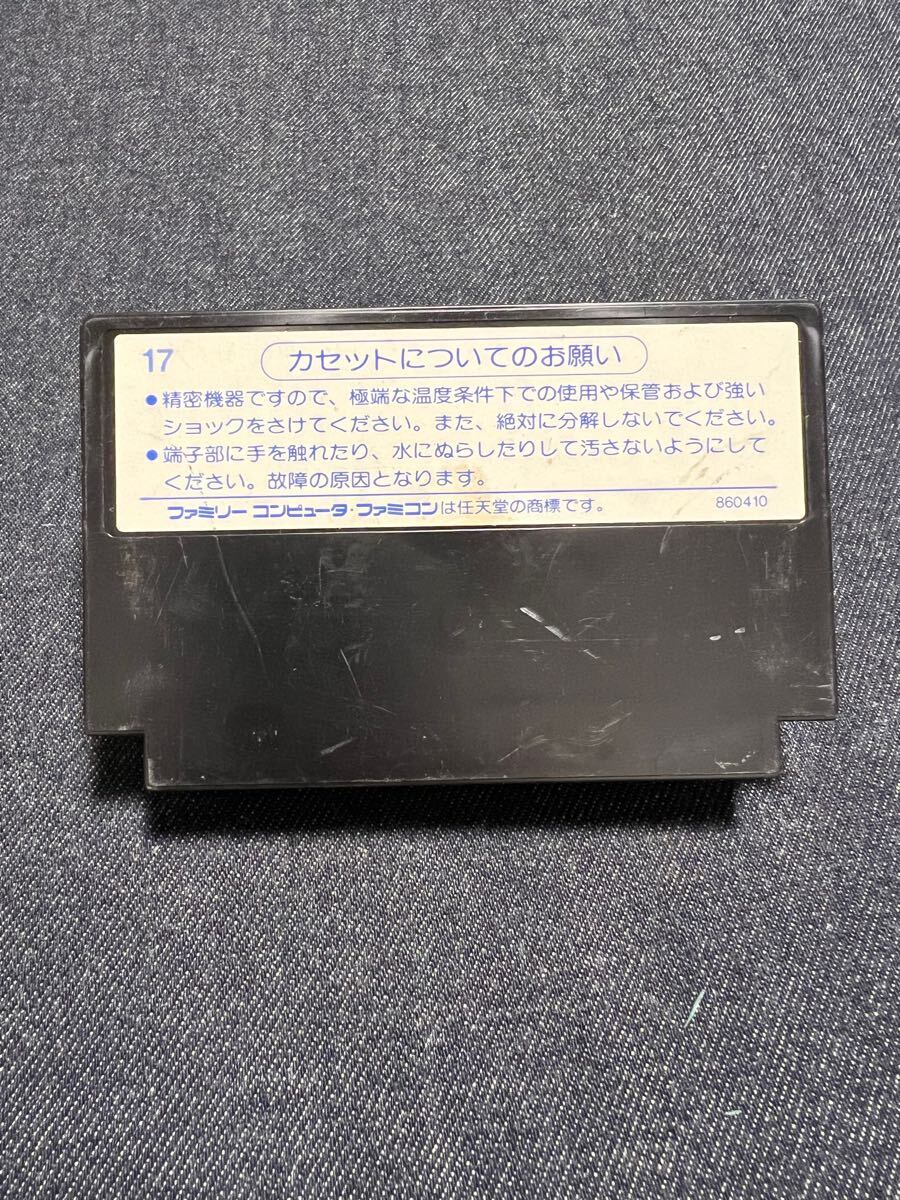 17
カセットについてのお願い
●精密機器ですので、極端な温度条件下での使用や保管および強い
ショックをさけてください。また、絶対に分解しないでください。
●端子部に手を触れたり、水にぬらしたりして汚さないようにして
ください。故障の原因となります。
ファミリー コンピュータ・ファミコンは任天堂の商標です。
860410